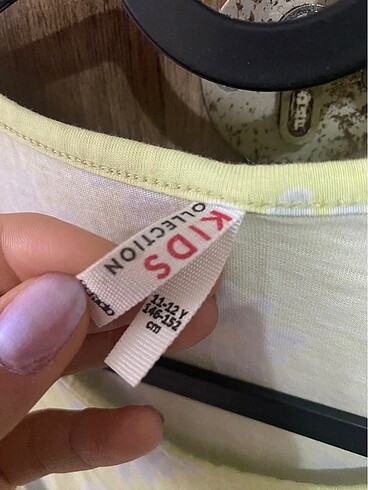 KIDS
COLLECTION
11-12 Y
146-152
cm